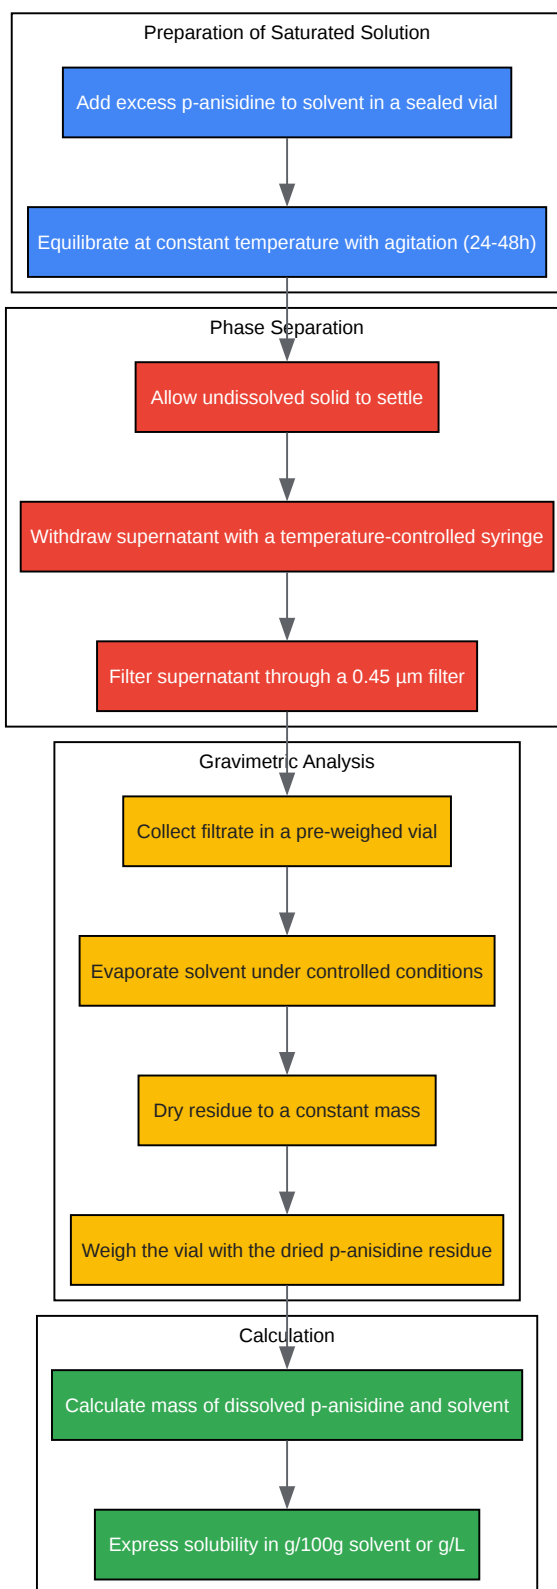 Preparation of Saturated Solution
Add excess p-anisidine to solvent in a sealed vial
Equilibrate at constant temperature with agitation (24-48h)
Phase Separation
Allow undissolved solid to settle
Withdraw supernatant with a temperature-controlled syringe
Filter supernatant through a 0.45 µm filter
Gravimetric Analysis
Collect filtrate in a pre-weighed vial
Evaporate solvent under controlled conditions
Dry residue to a constant mass
Weigh the vial with the dried p-anisidine residue
Calculation
Calculate mass of dissolved p-anisidine and solvent
Express solubility in g/100g solvent or g/L